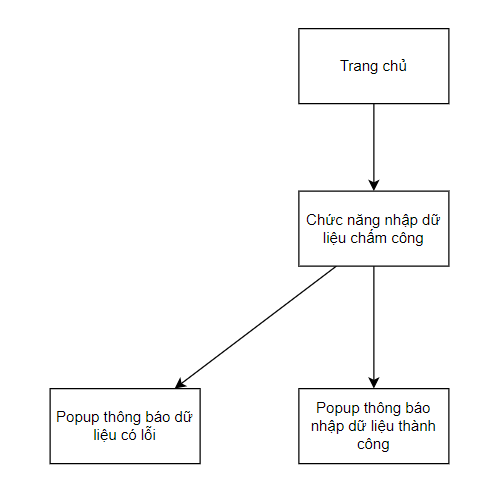 Trang chủ
Chức năng nhập dữ
liệu chấm công
Popup thông báo dữ
liệu có lỗi
Popup thông báo
nhập dữ liệu thành
công